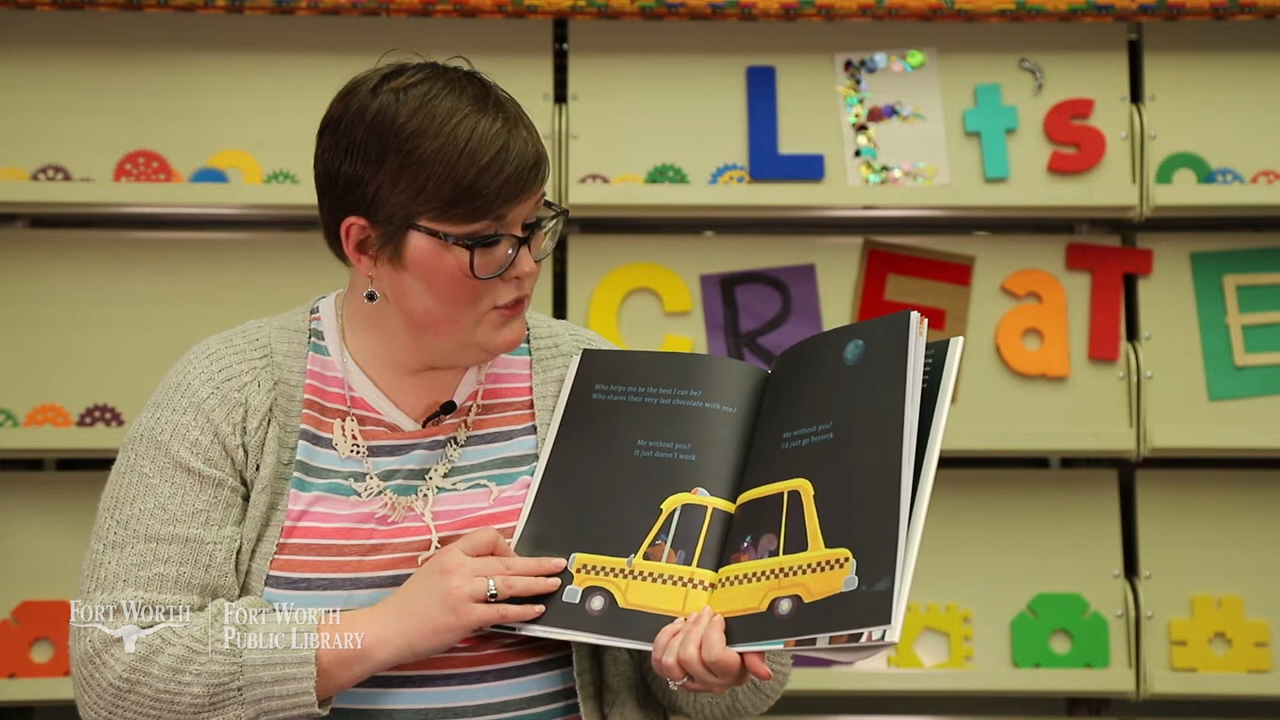 LEt's
CREATE
Who helps me be the best I can be?
Who shares their very last chocolate with me?
Me without you?
It just doesn't work
Me without you?
I'd just go berserk
FORT WORTH
FORT WORTH
PUBLIC LIBRARY